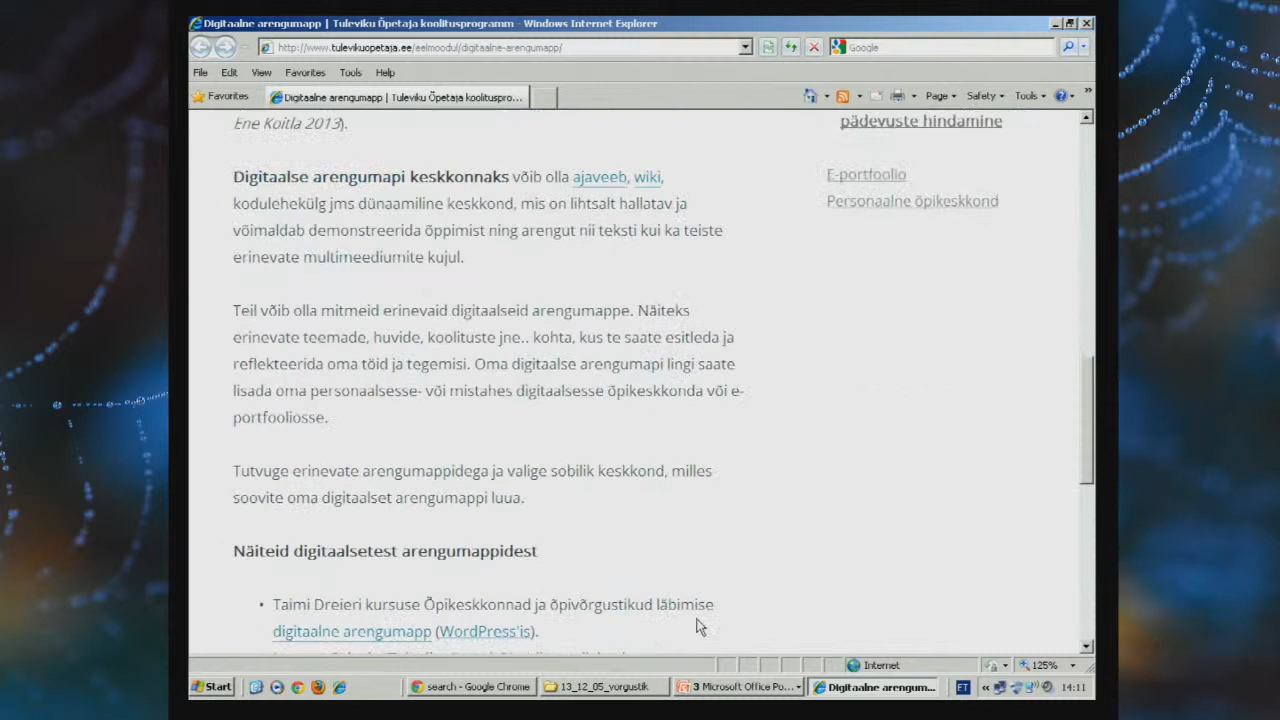 Digitaalne arengumapp | Tuleviku Õpetaja koolitusprogramm - Windows Internet Explorer
http://www.tulevikuopetaja.ee/eelmoodul/digitaalne-arengumapp/
Google
File Edit View Favorites Tools Help
Favorites
Digitaalne arengumapp | Tuleviku Õpetaja koolituspro...
Page Safety Tools
Ene Koitla 2013).
pädevuste hindamine
E-portfoolio
Personaalne õpikeskkond
Digitaalse arengumapi keskkonnaks võib olla ajaveeb, wiki,
kodulehekülg jms dünaamiline keskkond, mis on lihtsalt hallatav ja
võimaldab demonstreerida õppimist ning arengut nii teksti kui ka teiste
erinevate multimeediumite kujul.
Teil võib olla mitmeid erinevaid digitaalseid arengumappe. Näiteks
erinevate teemade, huvide, koolituste jne.. kohta, kus te saate esitleda ja
reflekteerida oma töid ja tegemisi. Oma digitaalse arengumapi lingi saate
lisada oma personaalsesse- või mistahes digitaalsesse õpikeskkonda või e-
portfooliosse.
Tutvuge erinevate arengumappidega ja valige sobilik keskkond, milles
soovite oma digitaalset arengumappi luua.
Näiteid digitaalsetest arengumappidest
• Taimi Dreieri kursuse Õpikeskkonnad ja õpivõrgustikud läbimise
digitaalne arengumapp (WordPress'is).
Internet
125%
Start
search - Google Chrome
13_12_05_vorgustik
3 Microsoft Office Po...
Digitaalne arengum...
ET
14:11